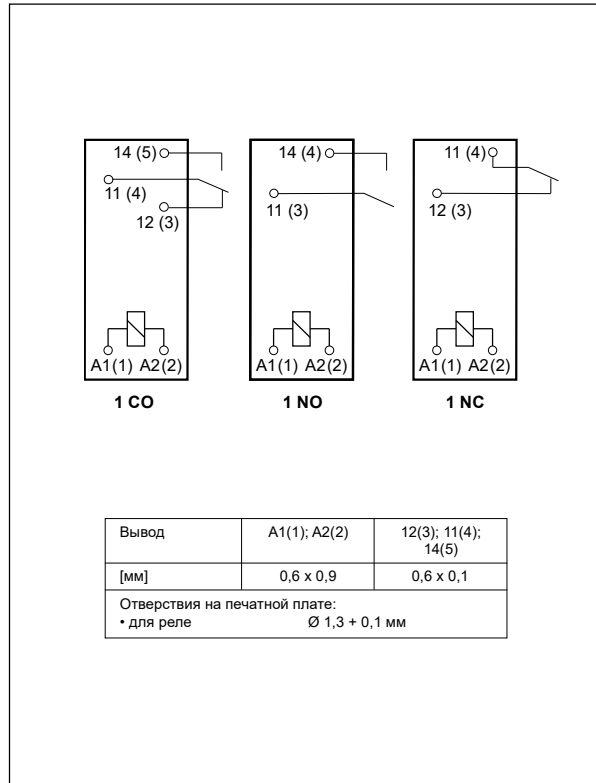 14 (5)
11 (4)
12 (3)
A1(1) A2(2)
1 CO
14 (4)
11 (3)
A1(1) A2(2)
1 NO
11 (4)
12 (3)
A1(1) A2(2)
1 NC
Вывод A1(1); A2(2) 12(3); 11(4);
14(5)
[мм] 0,6 x 0,9 0,6 x 0,1
Отверствия на печатной плате:
• для реле Ø 1,3 + 0,1 мм